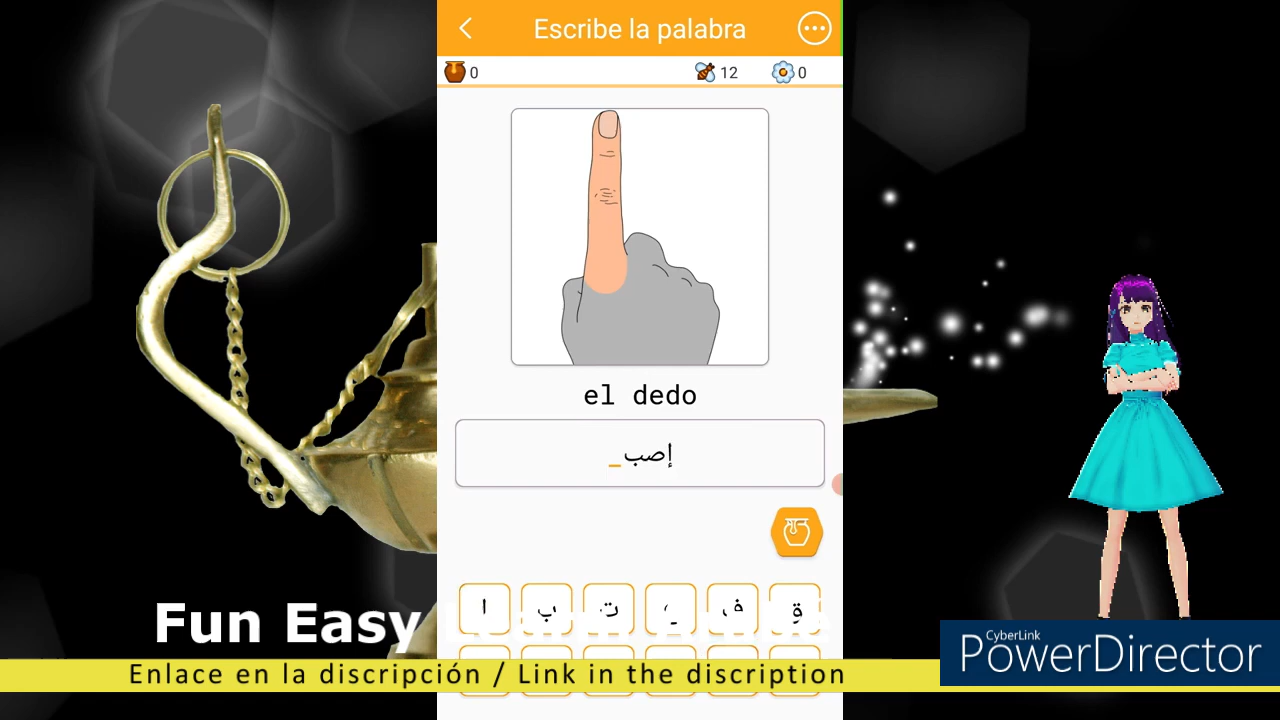 Escribe la palabra
0
12
0
el dedo
إصب_
ا
ب
ت
ف
ق
Fun Easy
Enlace en la discripción / Link in the discription
CyberLink
PowerDirector